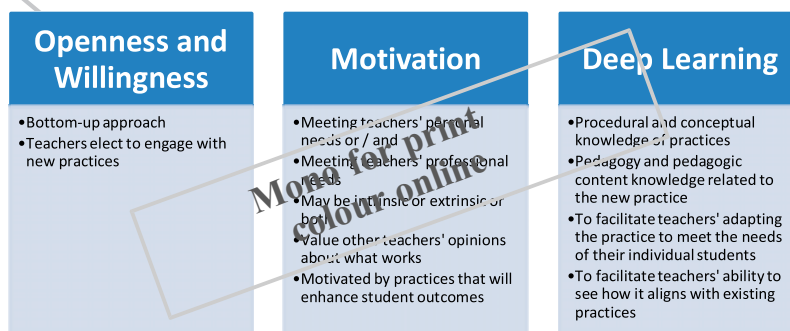 Openness and
Willingness
•Bottom-up approach
•Teachers elect to engage with
new practices
Motivation
•Meeting teachers' personal
needs or / and
•Meeting teachers' professional
needs
•May be intrinsic or extrinsic or
both
•Value other teachers' opinions
about what works
•Motivated by practices that will
enhance student outcomes
Deep Learning
•Procedural and conceptual
knowledge of practices
•Pedagogy and pedagogic
content knowledge related to
the new practice
•To facilitate teachers' adapting
the practice to meet the needs
of their individual students
•To facilitate teachers' ability to
see how it aligns with existing
practices
Mono for print
colour online